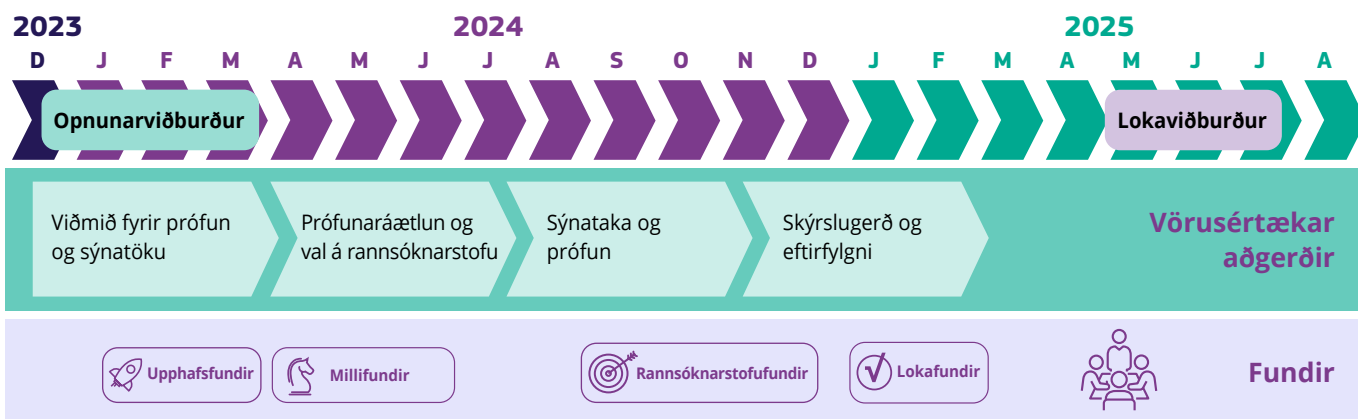 2023 2024 2025
D J F M A M J J A S O N D J F M A M J J A
Opnunarviðburður Lokaviðburður
Viðmið fyrir prófun
og sýnatöku
Prófunaráætlun og
val á rannsóknarstofu
Sýnataka og
prófun
Skýrslugerð og
eftirfylgni
Vörusértækar
aðgerðir
Upphafsfundir Millifundir Rannsóknarstofufundir Lokafundir Fundir